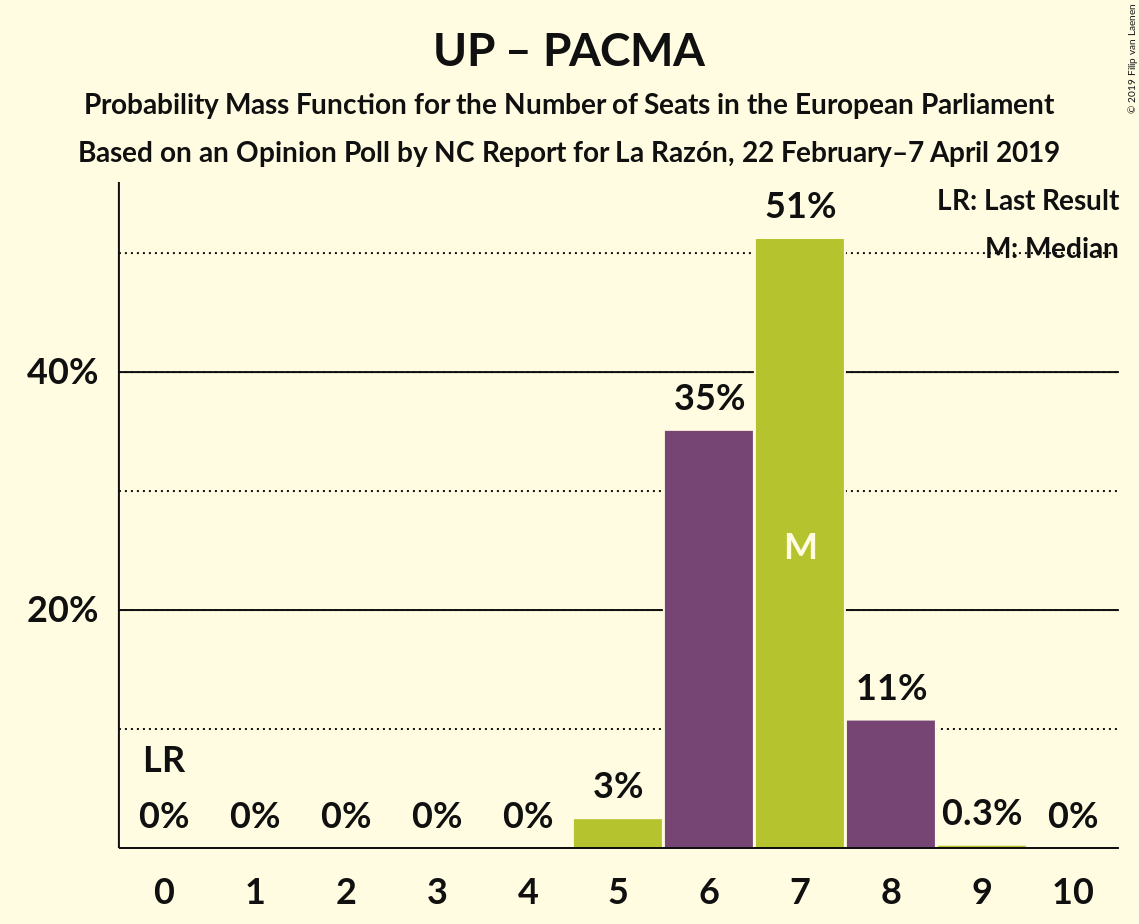 UP – PACMA
Probability Mass Function for the Number of Seats in the European Parliament
Based on an Opinion Poll by NC Report for La Razón, 22 February–7 April 2019
© 2019 Filip van Laenen
LR: Last Result
M: Median
51%
40%
35%
M
20%
11%
LR
3%
0% 0% 0% 0% 0% 0.3% 0%
0 1 2 3 4 5 6 7 8 9 10